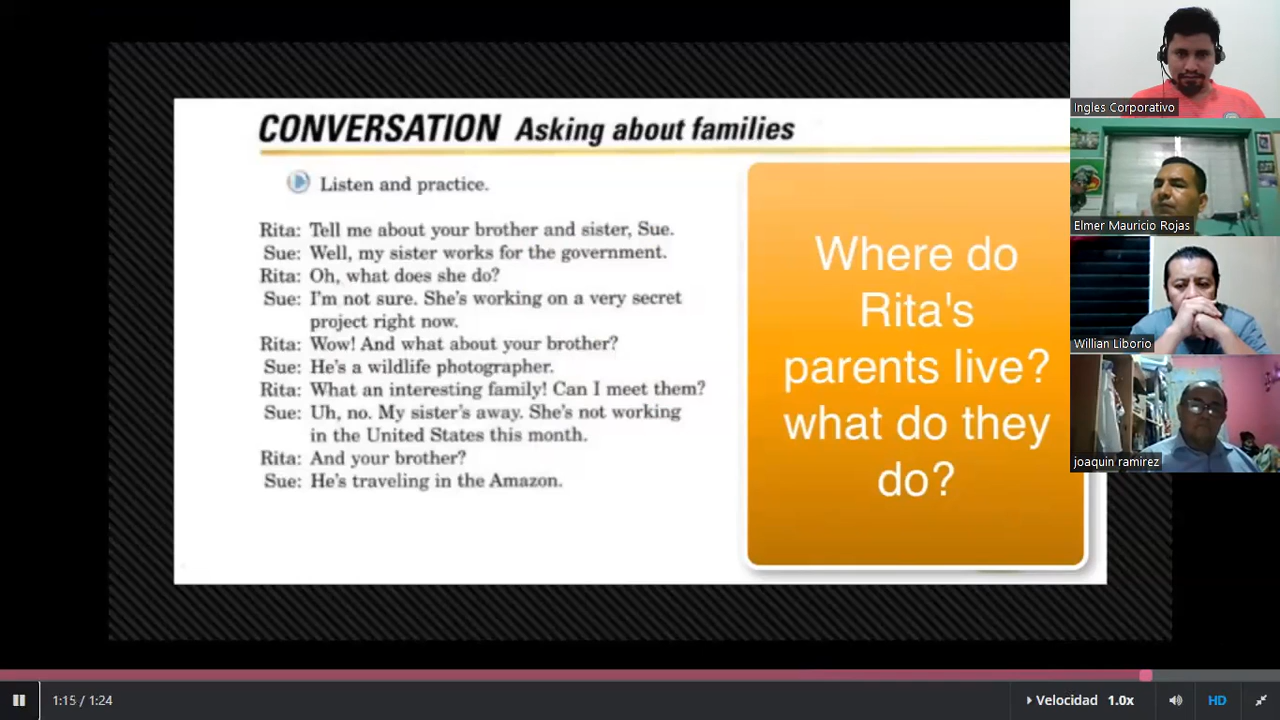 CONVERSATION Asking about families
Listen and practice.
Rita: Tell me about your brother and sister, Sue.
Sue: Well, my sister works for the government.
Rita: Oh, what does she do?
Sue: I'm not sure. She's working on a very secret
project right now.
Rita: Wow! And what about your brother?
Sue: He's a wildlife photographer.
Rita: What an interesting family! Can I meet them?
Sue: Uh, no. My sister's away. She's not working
in the United States this month.
Rita: And your brother?
Sue: He's traveling in the Amazon.
Where do
Rita's
parents live?
what do they
do?
Ingles Corporativo
Elmer Mauricio Rojas
Willian Liborio
joaquin ramirez
1:15 / 1:24
Velocidad 1.0x
HD